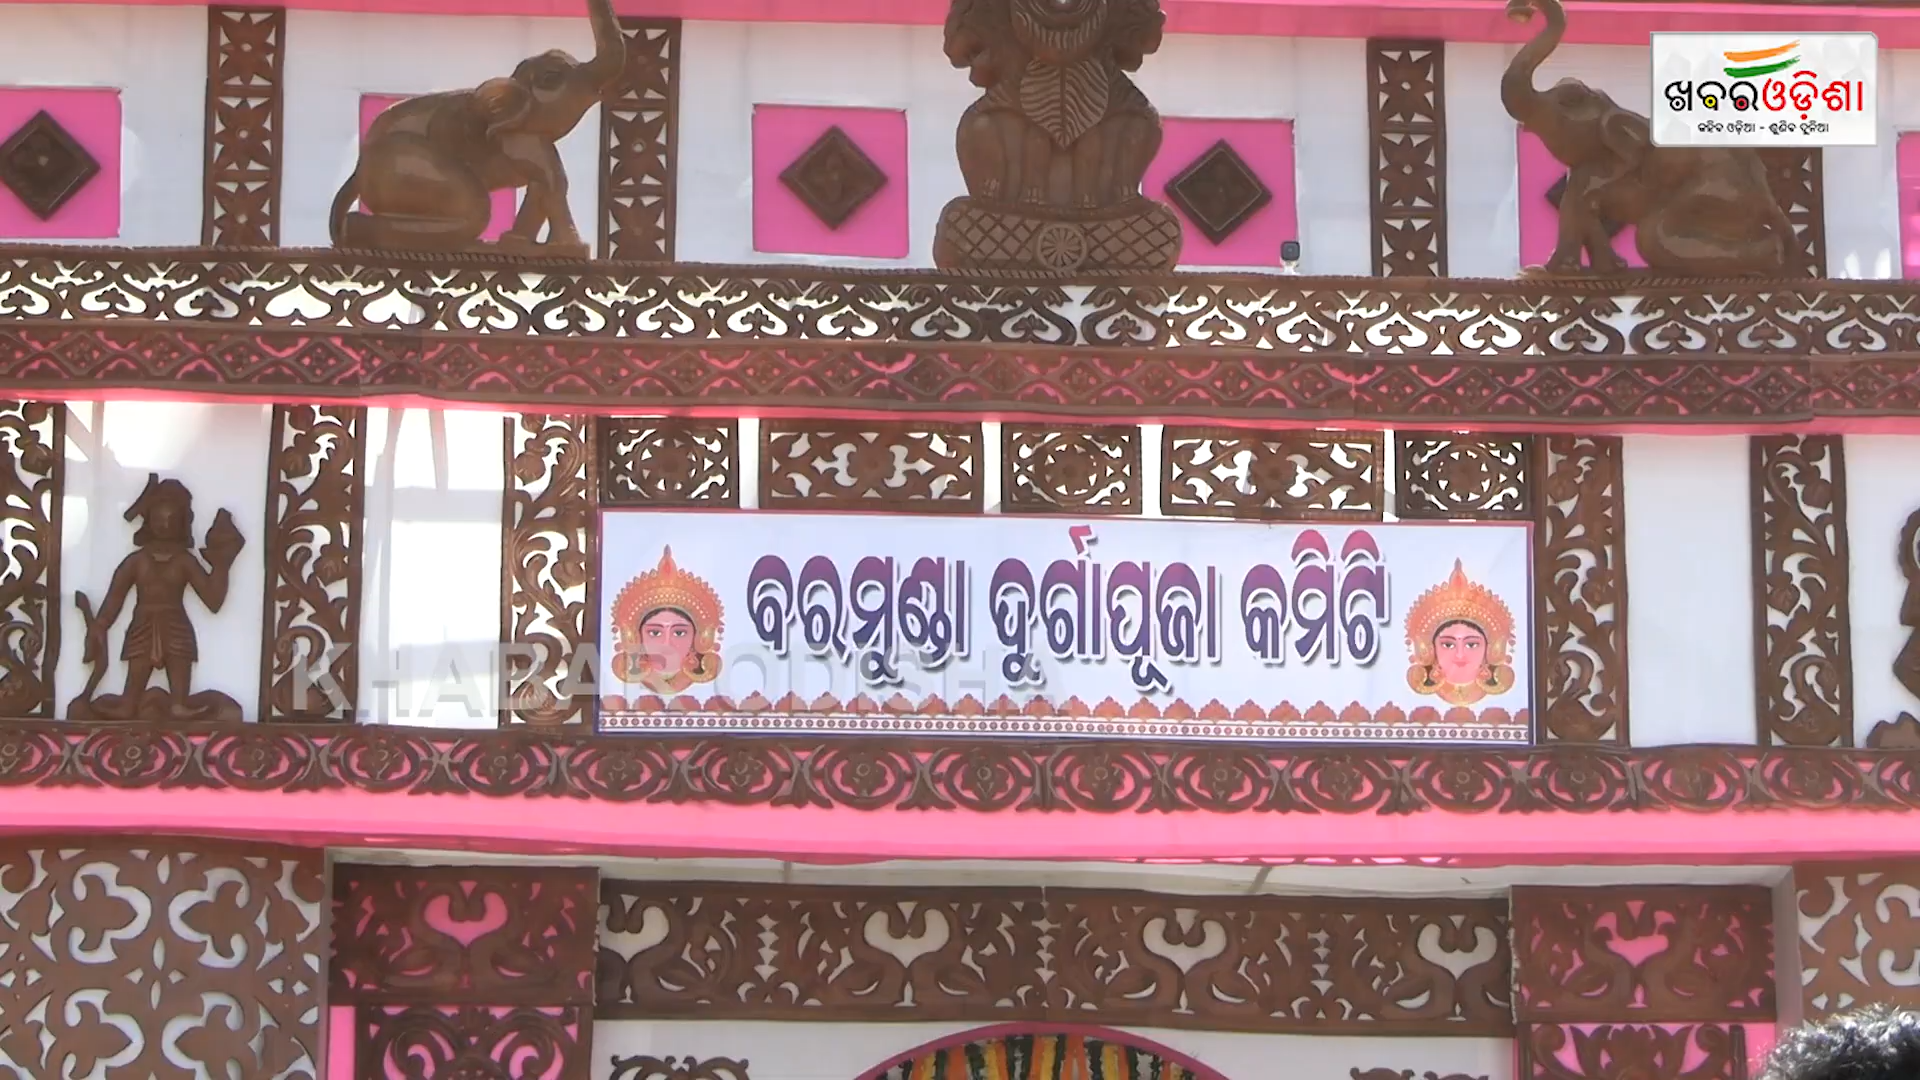 ଖବରଓଡ଼ିଶା
କହିବ ଓଡ଼ିଆ - ଶୁଣିବ ଦୁନିଆ
ବରମୁଣ୍ଡା ଦୁର୍ଗାପୂଜା କମିଟି
KHABAR ODISHA